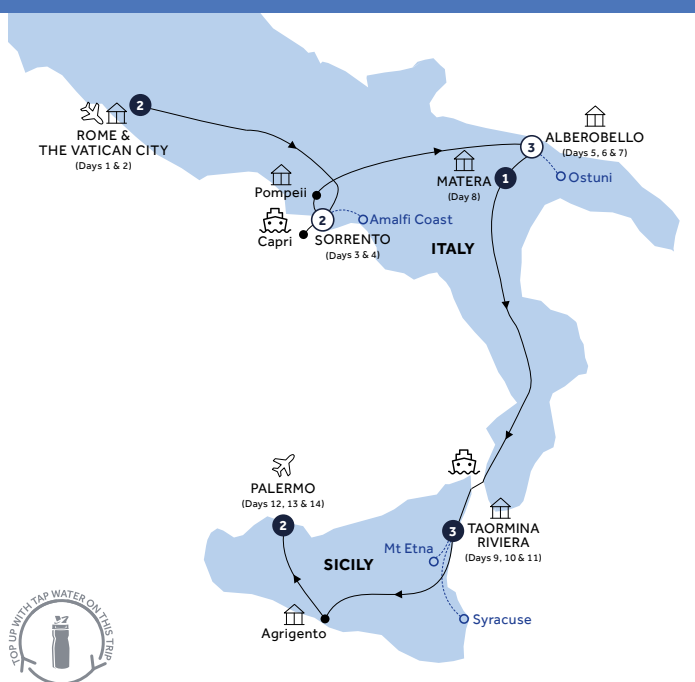 2
ROME &
THE VATICAN CITY
(Days 1 & 2)
3
ALBEROBELLO
(Days 5, 6 & 7)
MATERA
1
(Day 8)
Ostuni
Pompeii
2
Amalfi Coast
Capri
SORRENTO
(Days 3 & 4)
ITALY
PALERMO
(Days 12, 13 & 14)
2
3
TAORMINA
RIVIERA
(Days 9, 10 & 11)
Mt Etna
SICILY
Syracuse
Agrigento
TOP UP WITH TAP WATER ON THIS TRIP